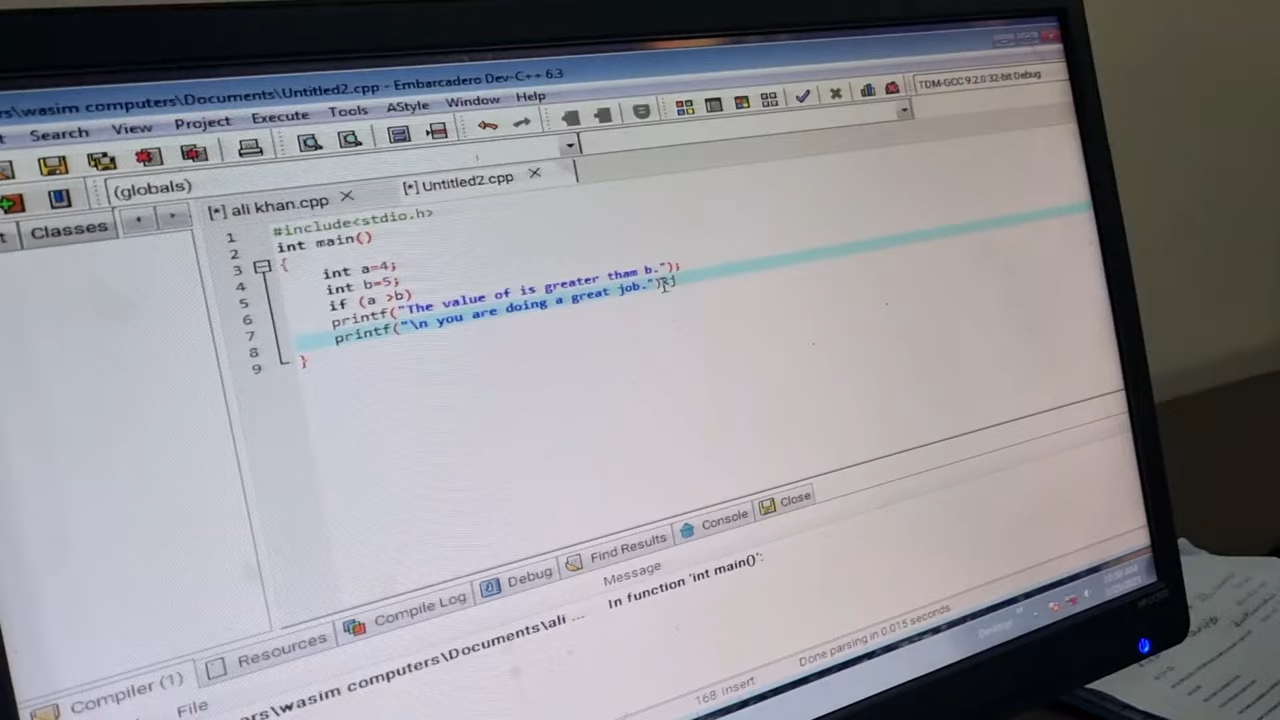 rs\wasim computers\Documents\Untitled2.cpp - Embarcadero Dev-C++ 6.3
Search View Project Execute Tools AStyle Window Help
TDM-GCC 9.2.0 32-bit Debug
(globals)
Classes
[*] ali khan.cpp
[*] Untitled2.cpp
1 #include<stdio.h>
2 int main()
3 {
4 int a=4;
5 int b=5;
6 if (a >b)
7 printf("The value of is greater tham b.");
8 printf("\n you are doing a great job.")
9 }
Compiler (1) Resources Compile Log Debug Find Results Console Close
File Message
ers\wasim computers\Documents\ali ... In function 'int main()':
168 Insert Done parsing in 0.015 seconds
Desktop